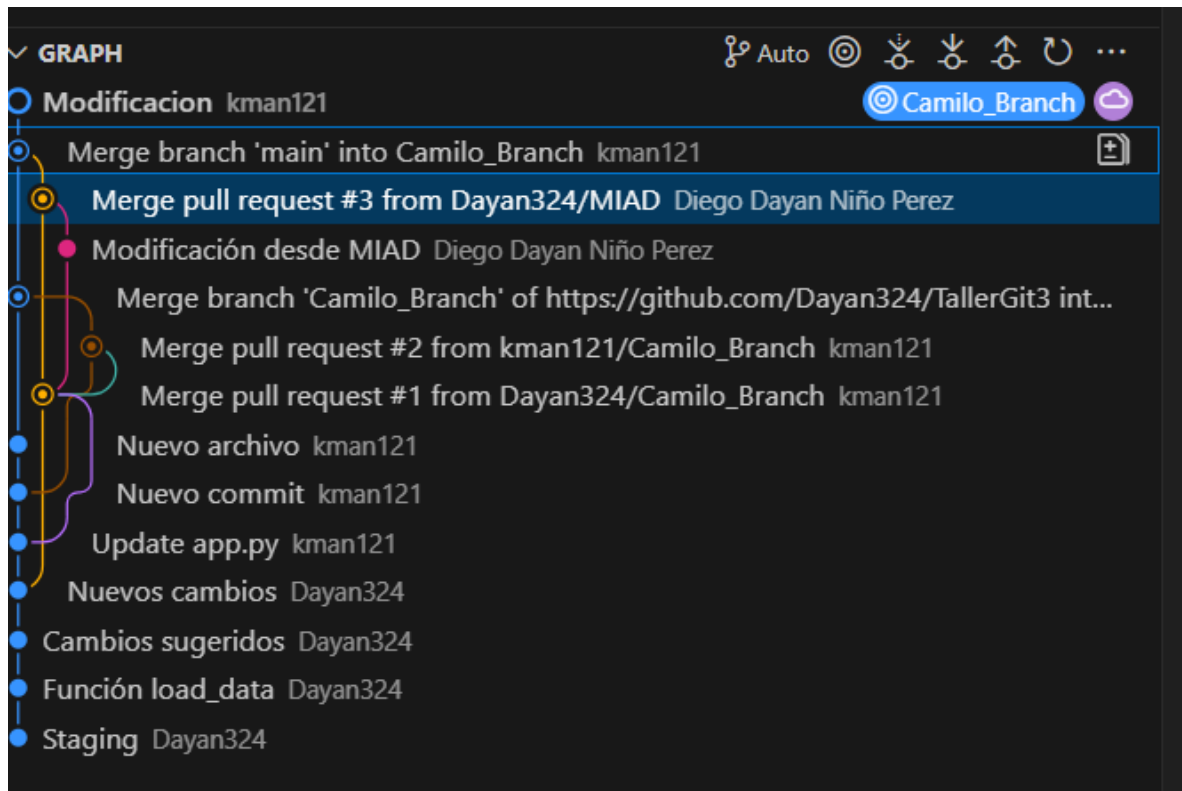 GRAPH Auto
Modificacion kman121 Camilo_Branch
Merge branch 'main' into Camilo_Branch kman121
Merge pull request #3 from Dayan324/MIAD Diego Dayan Niño Perez
Modificación desde MIAD Diego Dayan Niño Perez
Merge branch 'Camilo_Branch' of https://github.com/Dayan324/TallerGit3 int...
Merge pull request #2 from kman121/Camilo_Branch kman121
Merge pull request #1 from Dayan324/Camilo_Branch kman121
Nuevo archivo kman121
Nuevo commit kman121
Update app.py kman121
Nuevos cambios Dayan324
Cambios sugeridos Dayan324
Función load_data Dayan324
Staging Dayan324